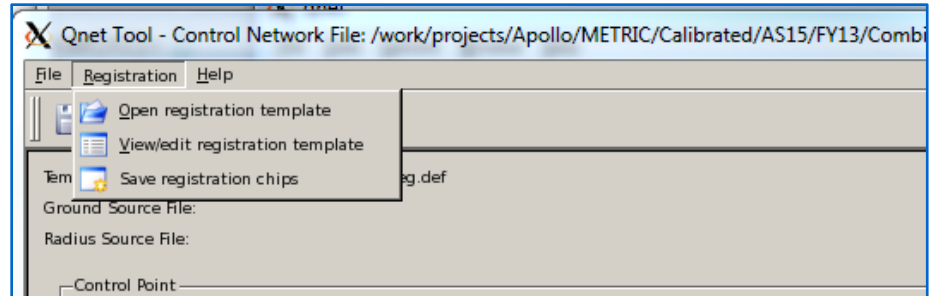 Qnet Tool - Control Network File: /work/projects/Apollo/METRIC/Calibrated/AS15/FY13/Combi
File Registration Help
Open registration template
View/edit registration template
Save registration chips
Tem eg.def
Ground Source File:
Radius Source File:
Control Point